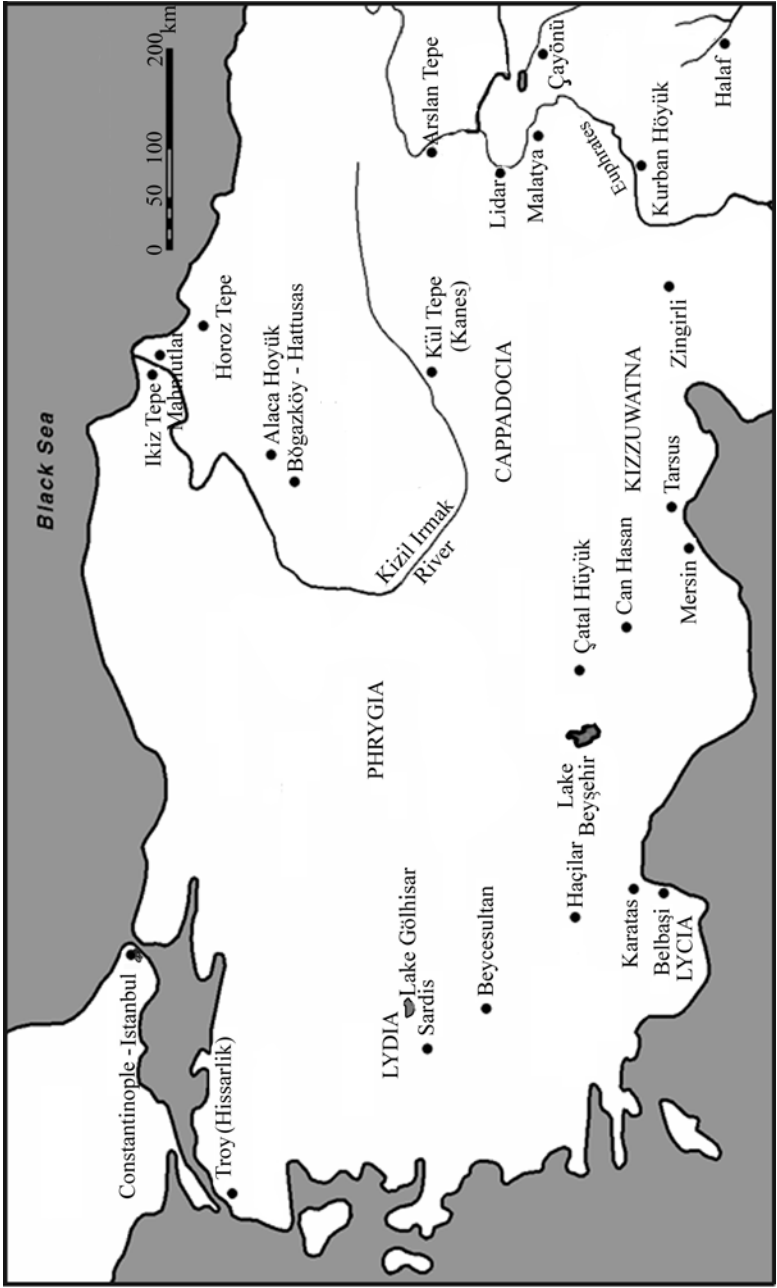 Black Sea
0 50 100 200
km
Constantinople -Istanbul
Troy (Hissarlik)
Ikiz Tepe
Mahmutlar
Horoz Tepe
Alaca Hoyük
Bŏgazköy - Hattusas
Kizil Irmak
River
PHRYGIA
LYDIA
Lake Gölhisar
Sardis
Beycesultan
Kül Tepe
(Kanes)
CAPPADOCIA
Arslan Tepe
Lidar
Malatya
Çayönü
Euphrates
Kurban Höyük
Halaf
Haçilar
Lake
Beyşehir
Çatal Hüyük
Can Hasan
KIZZUWATNA
Zingirli
Tarsus
Mersin
Karatas
Belbaşi
LYCIA